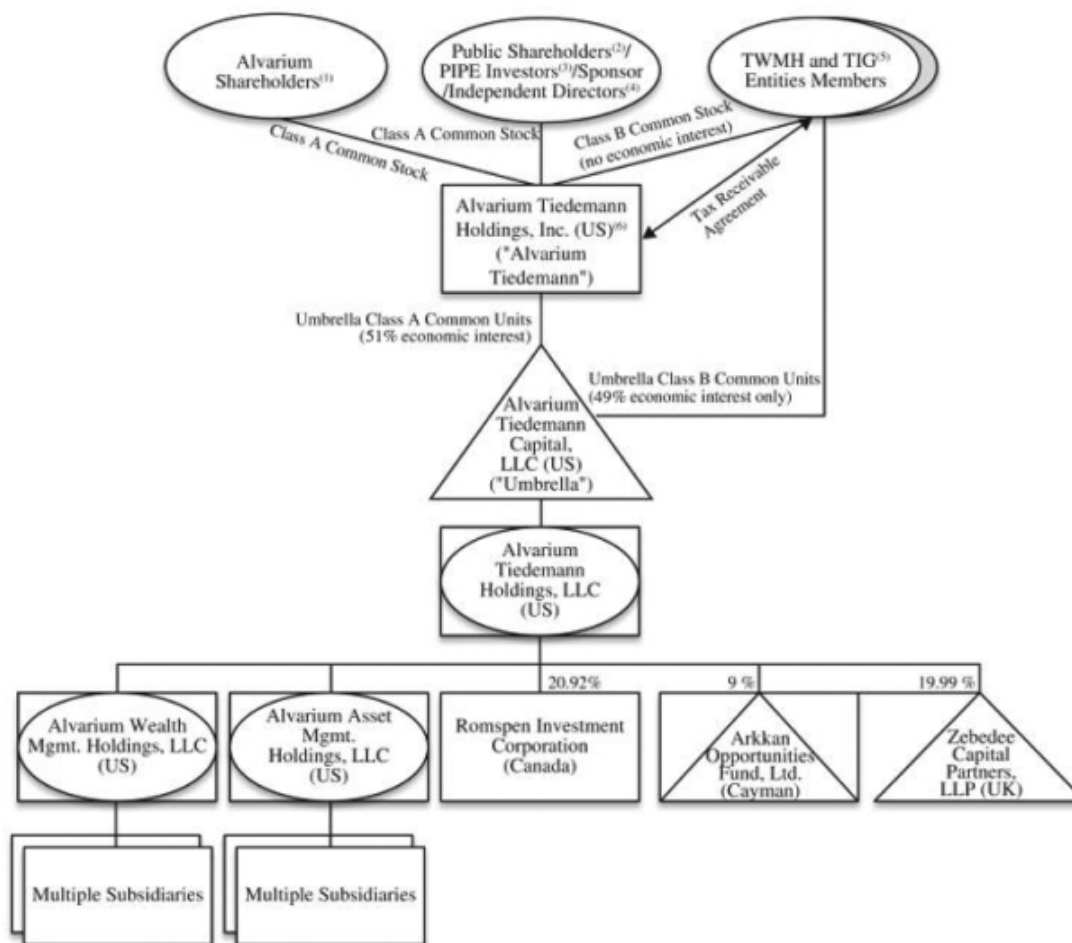 Alvarium
Shareholders(1)
Public Shareholders(2)/
PIPE Investors(3)/Sponsor
/Independent Directors(4)
TWMH and TIG(5)
Entities Members
Class A Common Stock
Class A Common Stock
Class B Common Stock
(no economic interest)
Tax Receivable
Agreement
Alvarium Tiedemann
Holdings, Inc. (US)(6)
("Alvarium
Tiedemann")
Umbrella Class A Common Units
(51% economic interest)
Umbrella Class B Common Units
(49% economic interest only)
Alvarium
Tiedemann
Capital,
LLC (US)
("Umbrella")
Alvarium
Tiedemann
Holdings, LLC
(US)
20.92%
9 %
19.99 %
Alvarium Wealth
Mgmt. Holdings, LLC
(US)
Alvarium Asset
Mgmt.
Holdings, LLC
(US)
Romspen Investment
Corporation
(Canada)
Arkkan
Opportunities
Fund, Ltd.
(Cayman)
Zebedee
Capital
Partners,
LLP (UK)
Multiple Subsidiaries
Multiple Subsidiaries